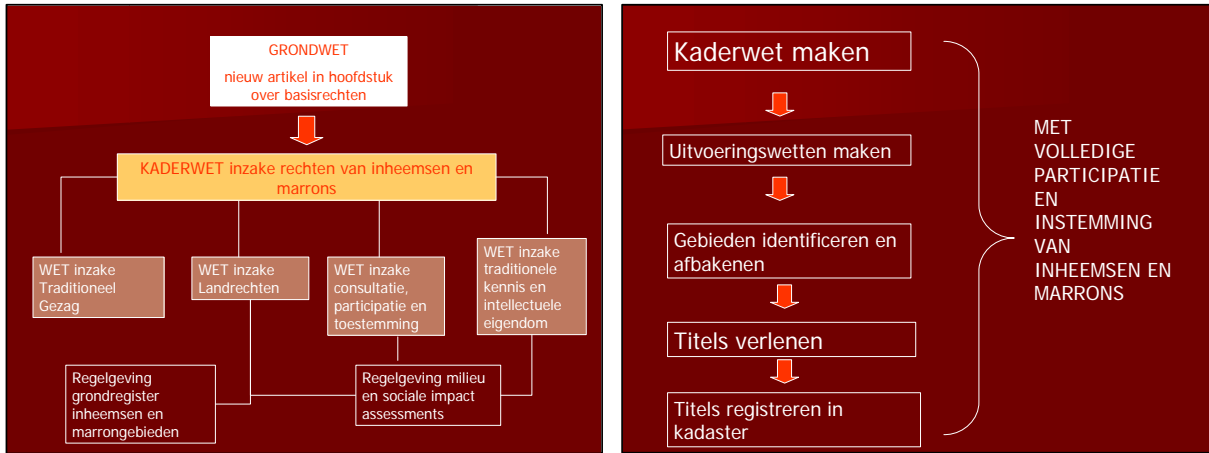 GRONDWET
nieuw artikel in hoofdstuk
over basisrechten
KADERWET inzake rechten van inheemsen en
marrons
WET inzake
Traditioneel
Gezag
WET inzake
Landrechten
WET inzake
consultatie,
participatie en
toestemming
WET inzake
traditionele
kennis en
intellectuele
eigendom
Regelgeving
grondregister
inheemsen en
marrongebieden
Regelgeving milieu
en sociale impact
assessments
Kaderwet maken
Uitvoeringswetten maken
Gebieden identificeren en
afbakenen
Titels verlenen
Titels registreren in
kadaster
MET
VOLLEDIGE
PARTICIPATIE
EN
INSTEMMING
VAN
INHEEMSEN EN
MARRONS